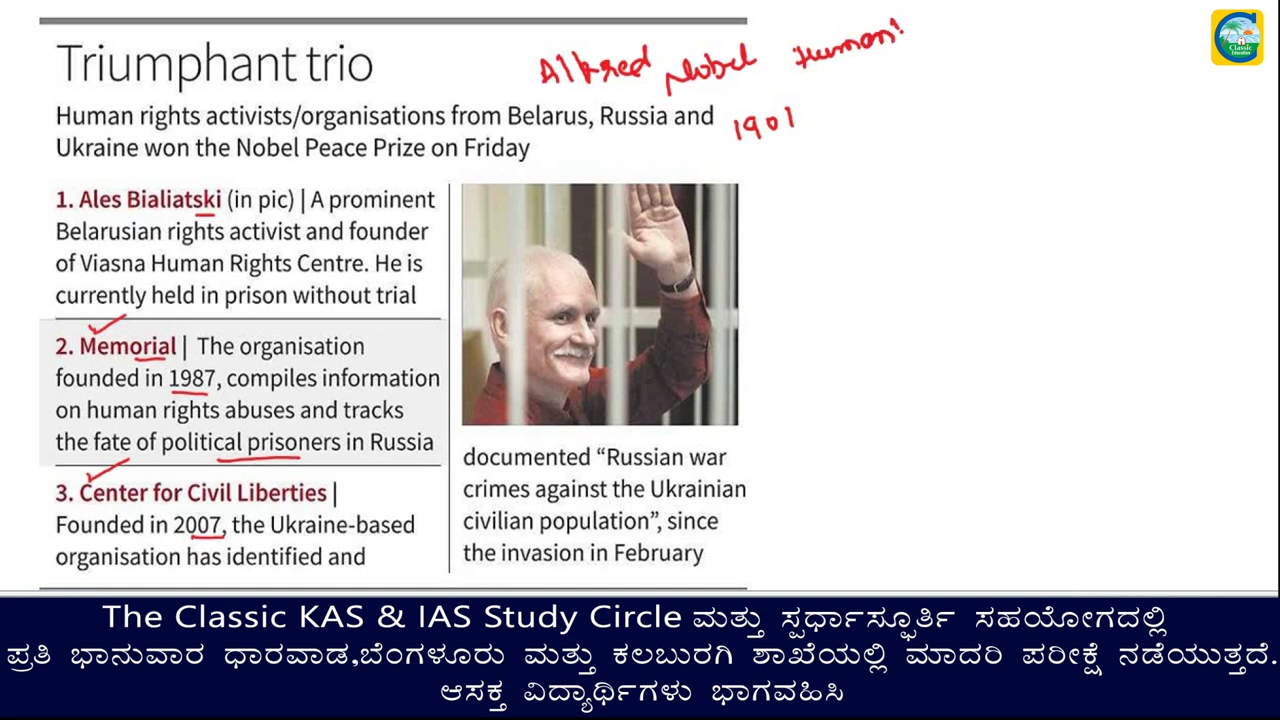 Triumphant trio
Alfred Nobel Human
1901
Human rights activists/organisations from Belarus, Russia and
Ukraine won the Nobel Peace Prize on Friday
1. Ales Bialiatski (in pic) | A prominent
Belarusian rights activist and founder
of Viasna Human Rights Centre. He is
currently held in prison without trial
2. Memorial | The organisation
founded in 1987, compiles information
on human rights abuses and tracks
the fate of political prisoners in Russia
3. Center for Civil Liberties |
Founded in 2007, the Ukraine-based
organisation has identified and
documented “Russian war
crimes against the Ukrainian
civilian population”, since
the invasion in February
Classic
Education
The Classic KAS & IAS Study Circle ಮತ್ತು ಸ್ಪರ್ಧಾಸ್ಫೂರ್ತಿ ಸಹಯೋಗದಲ್ಲಿ
ಪ್ರತಿ ಭಾನುವಾರ ಧಾರವಾಡ,ಬೆಂಗಳೂರು ಮತ್ತು ಕಲಬುರಗಿ ಶಾಖೆಯಲ್ಲಿ ಮಾದರಿ ಪರೀಕ್ಷೆ ನಡೆಯುತ್ತದೆ.
ಆಸಕ್ತ ವಿದ್ಯಾರ್ಥಿಗಳು ಭಾಗವಹಿಸಿ